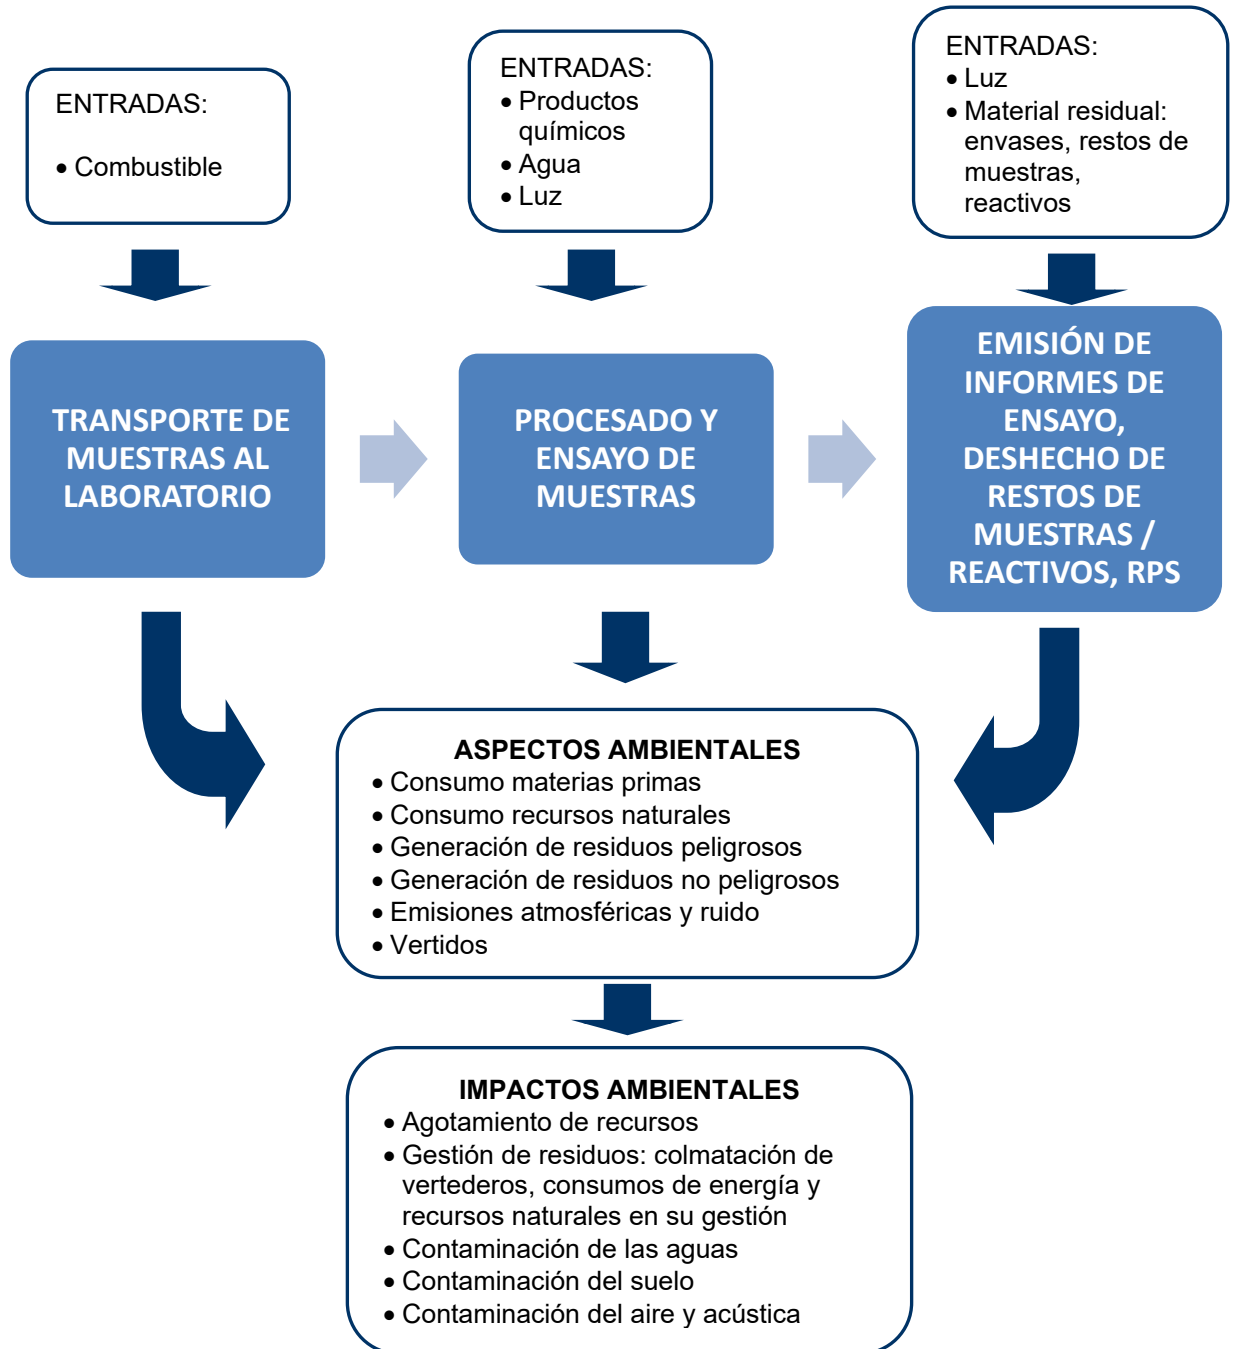 ENTRADAS:
• Combustible
ENTRADAS:
• Productos
químicos
• Agua
• Luz
ENTRADAS:
• Luz
• Material residual:
envases, restos de
muestras,
reactivos
TRANSPORTE DE
MUESTRAS AL
LABORATORIO
PROCESADO Y
ENSAYO DE
MUESTRAS
EMISIÓN DE
INFORMES DE
ENSAYO,
DESHECHO DE
RESTOS DE
MUESTRAS /
REACTIVOS, RPS
ASPECTOS AMBIENTALES
• Consumo materias primas
• Consumo recursos naturales
• Generación de residuos peligrosos
• Generación de residuos no peligrosos
• Emisiones atmosféricas y ruido
• Vertidos
IMPACTOS AMBIENTALES
• Agotamiento de recursos
• Gestión de residuos: colmatación de
vertederos, consumos de energía y
recursos naturales en su gestión
• Contaminación de las aguas
• Contaminación del suelo
• Contaminación del aire y acústica